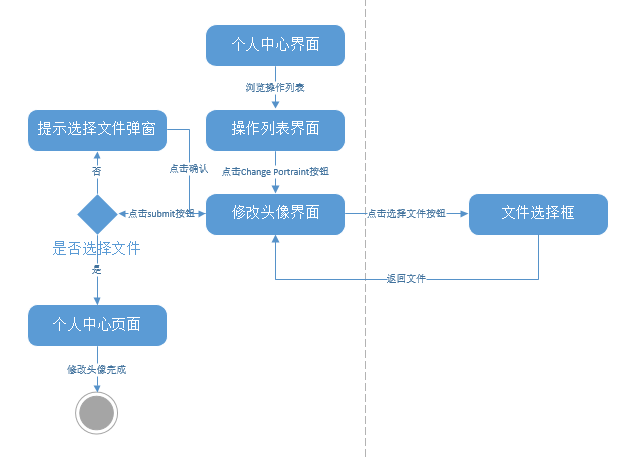 个人中心界面
浏览操作列表
提示选择文件弹窗
操作列表界面
点击确认
点击Change Portraint按钮
否
点击submit按钮
修改头像界面
点击选择文件按钮
文件选择框
是否选择文件
是
返回文件
个人中心页面
修改头像完成